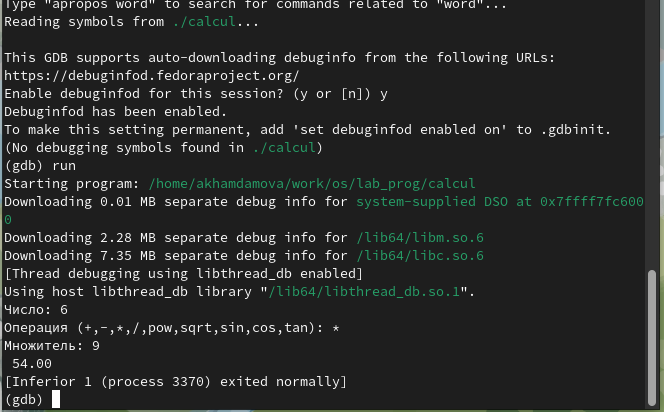 Type "apropos word" to search for commands related to "word"...
Reading symbols from ./calcul...
This GDB supports auto-downloading debuginfo from the following URLs:
https://debuginfod.fedoraproject.org/
Enable debuginfod for this session? (y or [n]) y
Debuginfod has been enabled.
To make this setting permanent, add 'set debuginfod enabled on' to .gdbinit.
(No debugging symbols found in ./calcul)
(gdb) run
Starting program: /home/akhamdamova/work/os/lab_prog/calcul
Downloading 0.01 MB separate debug info for system-supplied DSO at 0x7ffff7fc600
0
Downloading 2.28 MB separate debug info for /lib64/libm.so.6
Downloading 7.35 MB separate debug info for /lib64/libc.so.6
[Thread debugging using libthread_db enabled]
Using host libthread_db library "/lib64/libthread_db.so.1".
Число: 6
Операция (+,-,*,/,pow,sqrt,sin,cos,tan): *
Множитель: 9
54.00
[Inferior 1 (process 3370) exited normally]
(gdb)